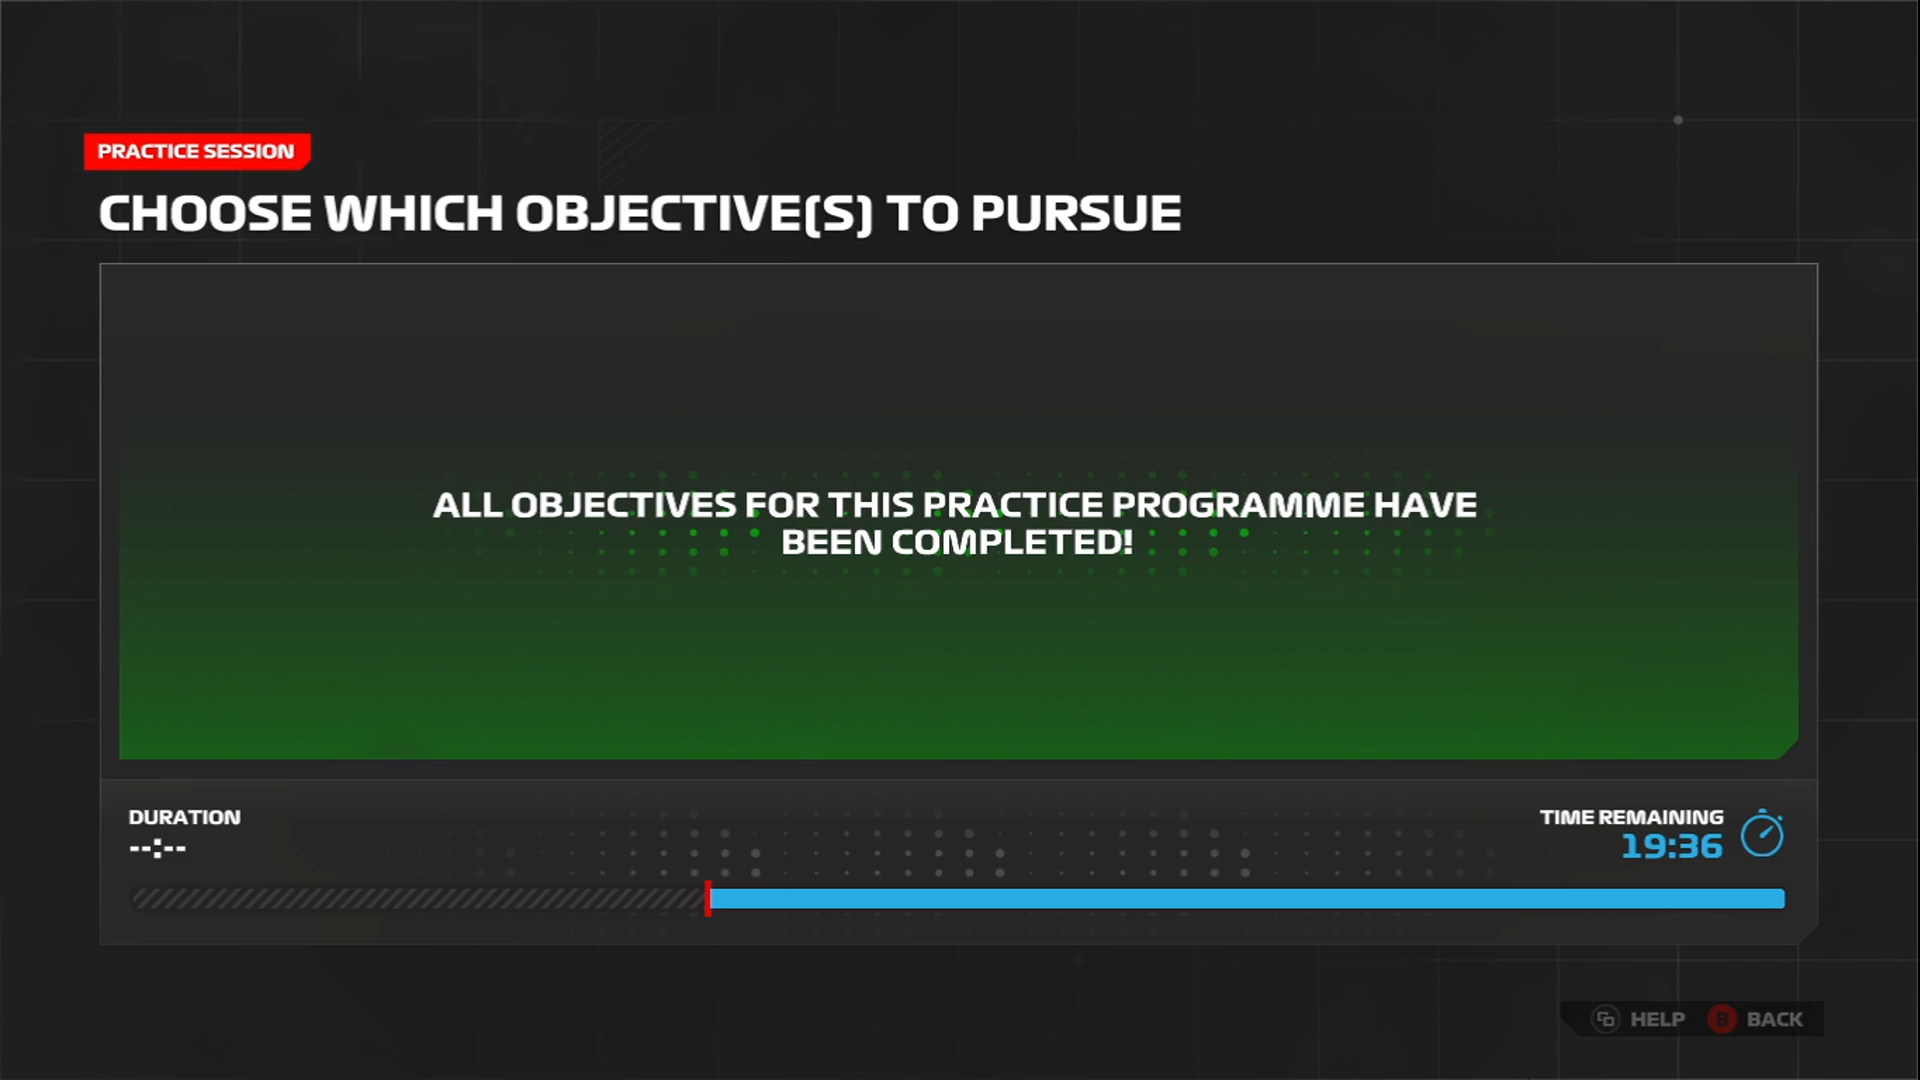 PRACTICE SESSION
CHOOSE WHICH OBJECTIVE(S) TO PURSUE
ALL OBJECTIVES FOR THIS PRACTICE PROGRAMME HAVE
BEEN COMPLETED!
DURATION
--:--
TIME REMAINING
19:36
HELP
B BACK